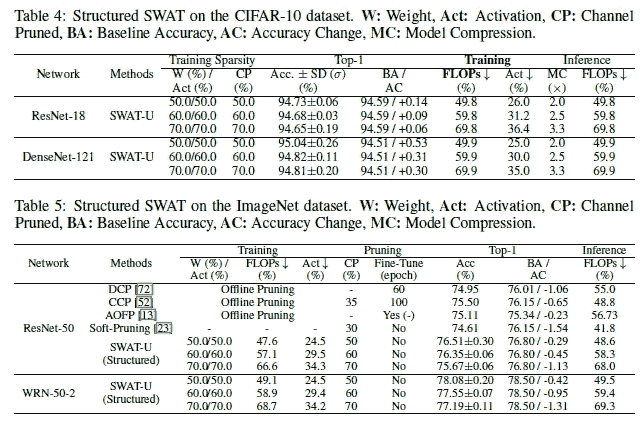 Table 4: Structured SWAT on the CIFAR-10 dataset. W: Weight, Act: Activation, CP: Channel
Pruned, BA: Baseline Accuracy, AC: Accuracy Change, MC: Model Compression.
Training Sparsity Top-1 Training Inference
Network Methods W (%) / CP Acc. ± SD (σ) BA / FLOPs ↓ Act ↓ MC FLOPs ↓
Act (%) (%) (%) AC (%) (%) (×) (%)
50.0/50.0 50.0 94.73±0.06 94.59 / +0.14 49.8 26.0 2.0 49.8
ResNet-18 SWAT-U 60.0/60.0 60.0 94.68±0.03 94.59 / +0.09 59.8 31.2 2.5 59.8
70.0/70.0 70.0 94.65±0.19 94.59 / +0.06 69.8 36.4 3.3 69.8
50.0/50.0 50.0 95.04±0.26 94.51 / +0.53 49.9 25.0 2.0 49.9
DenseNet-121 SWAT-U 60.0/60.0 60.0 94.82±0.11 94.51 / +0.31 59.9 30.0 2.5 59.9
70.0/70.0 70.0 94.81±0.20 94.51 / +0.30 69.9 35.0 3.3 69.9
Table 5: Structured SWAT on the ImageNet dataset. W: Weight, Act: Activation, CP: Channel
Pruned, BA: Baseline Accuracy, AC: Accuracy Change, MC: Model Compression.
Training Pruning Top-1 Inference
Network Methods W (%) / FLOPs ↓ Act ↓ CP Fine-Tune Acc BA / FLOPs ↓
Act (%) (%) (%) (%) (epoch) (%) AC (%)
DCP [72] Offline Pruning - 60 74.95 76.01 / -1.06 55.0
CCP [52] Offline Pruning 35 100 75.50 76.15 / -0.65 48.8
AOFP [13] Offline Pruning - Yes (-) 75.11 75.34 / -0.23 56.73
ResNet-50 Soft-Pruning [23] - - - 30 No 74.61 76.15 / -1.54 41.8
SWAT-U 50.0/50.0 47.6 24.5 50 No 76.51±0.30 76.80 / -0.29 48.6
(Structured) 60.0/60.0 57.1 29.5 60 No 76.35±0.06 76.80 / -0.45 58.3
70.0/70.0 66.6 34.3 70 No 75.67±0.06 76.80 / -1.13 68.0
SWAT-U 50.0/50.0 49.1 24.5 50 No 78.08±0.20 78.50 / -0.42 49.5
WRN-50-2 (Structured) 60.0/60.0 58.9 29.4 60 No 77.55±0.07 78.50 / -0.95 59.4
70.0/70.0 68.7 34.2 70 No 77.19±0.11 78.50 / -1.31 69.3